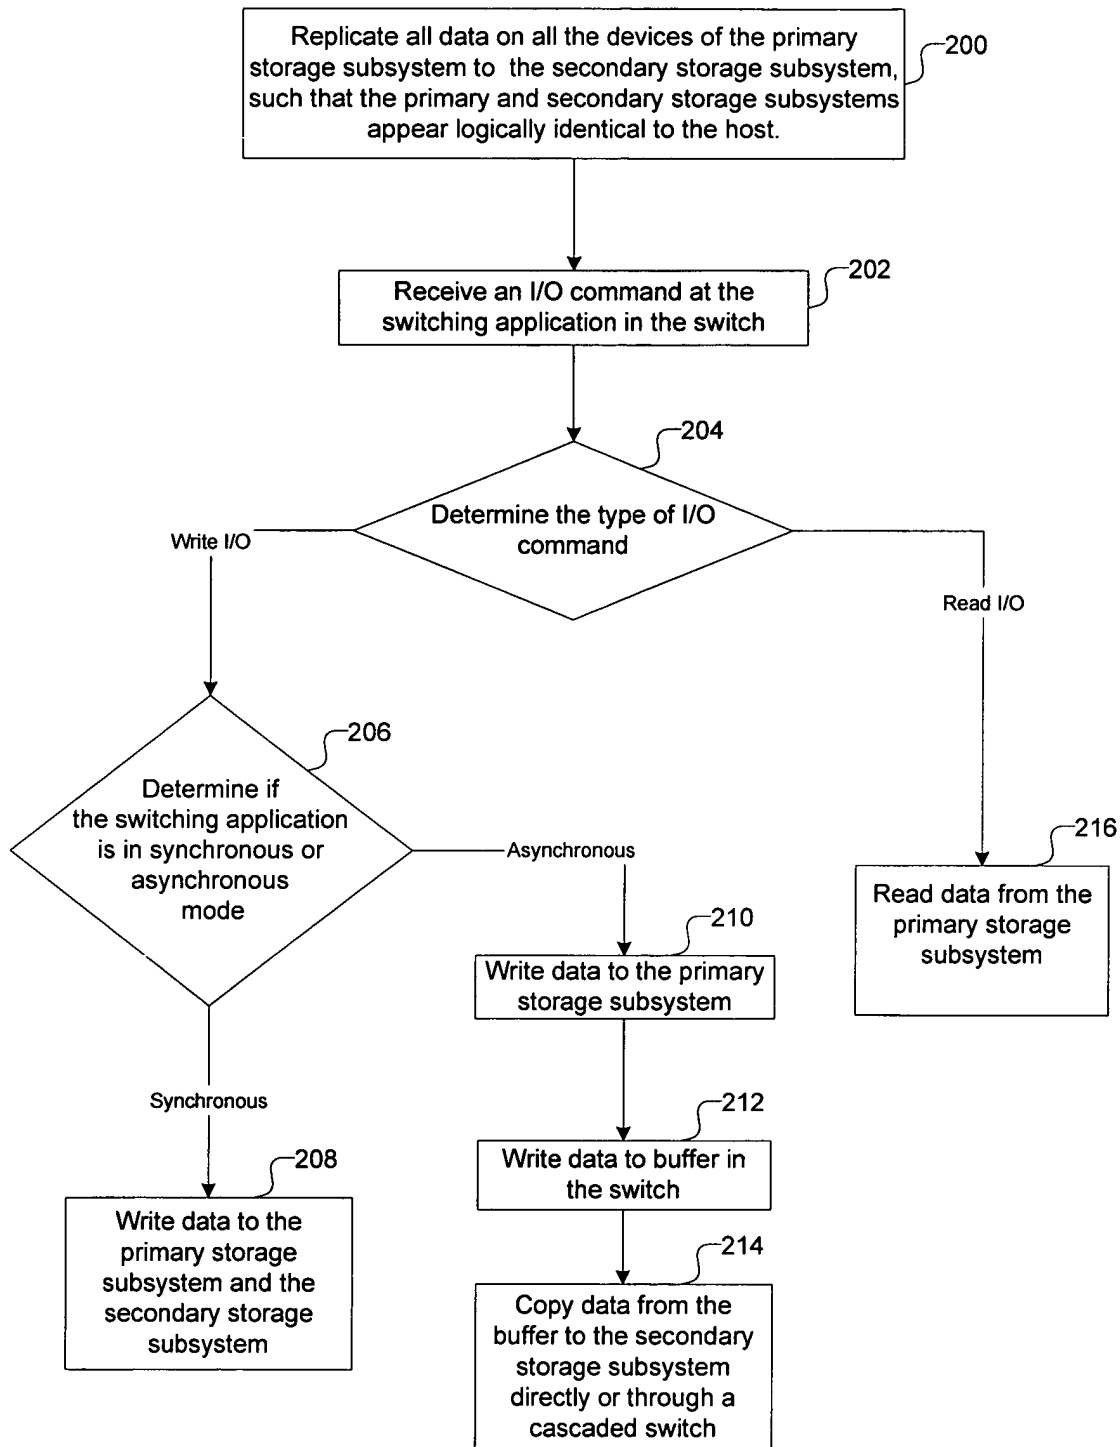 Replicate all data on all the devices of the primary
storage subsystem to the secondary storage subsystem,
such that the primary and secondary storage subsystems
appear logically identical to the host.
200
Receive an I/O command at the
switching application in the switch
202
204
Determine the type of I/O
command
Write I/O
Read I/O
206
Determine if
the switching application
is in synchronous or
asynchronous
mode
Asynchronous
Synchronous
216
Read data from the
primary storage
subsystem
210
Write data to the primary
storage subsystem
212
Write data to buffer in
the switch
208
Write data to the
primary storage
subsystem and the
secondary storage
subsystem
214
Copy data from the
buffer to the secondary
storage subsystem
directly or through a
cascaded switch